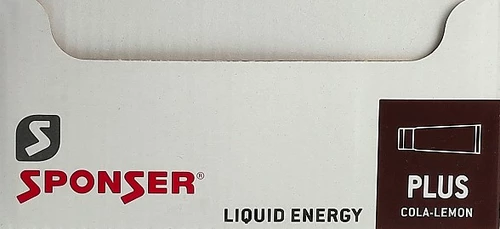 S
SPONSER®
LIQUID ENERGY
PLUS
COLA-LEMON